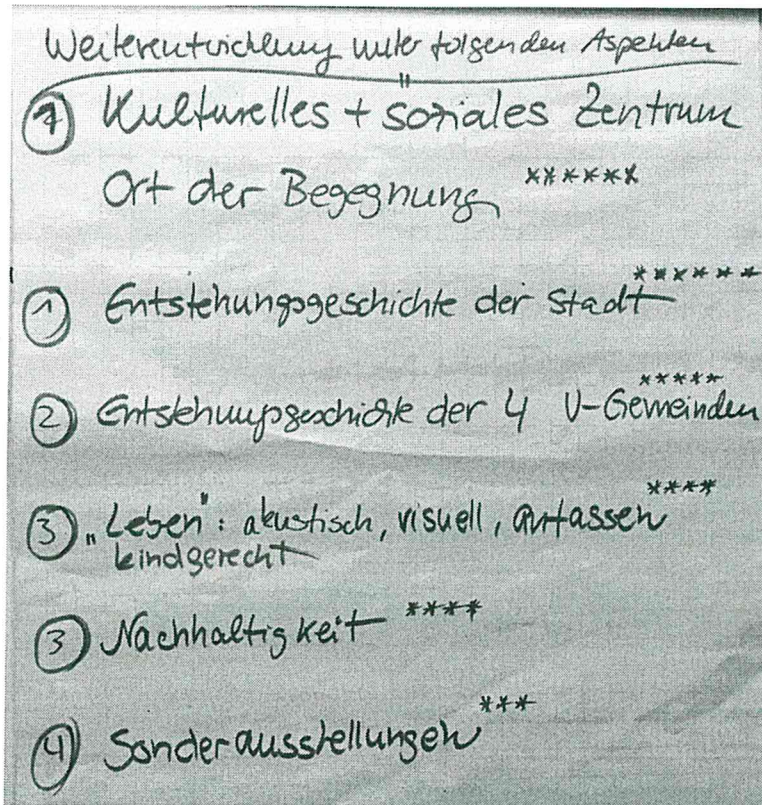 Weiterentwicklung unter folgenden Aspekten
① Kulturelles + soziales Zentrum
Ort der Begegnung ******
① Entstehungsgeschichte der Stadt ******
② Entstehungsgeschichte der 4 V-Gemeinden *****
③ „Leben": akustisch, visuell, anfassen ****
kindgerecht
③ Nachhaltigkeit ****
④ Sonderausstellungen ***